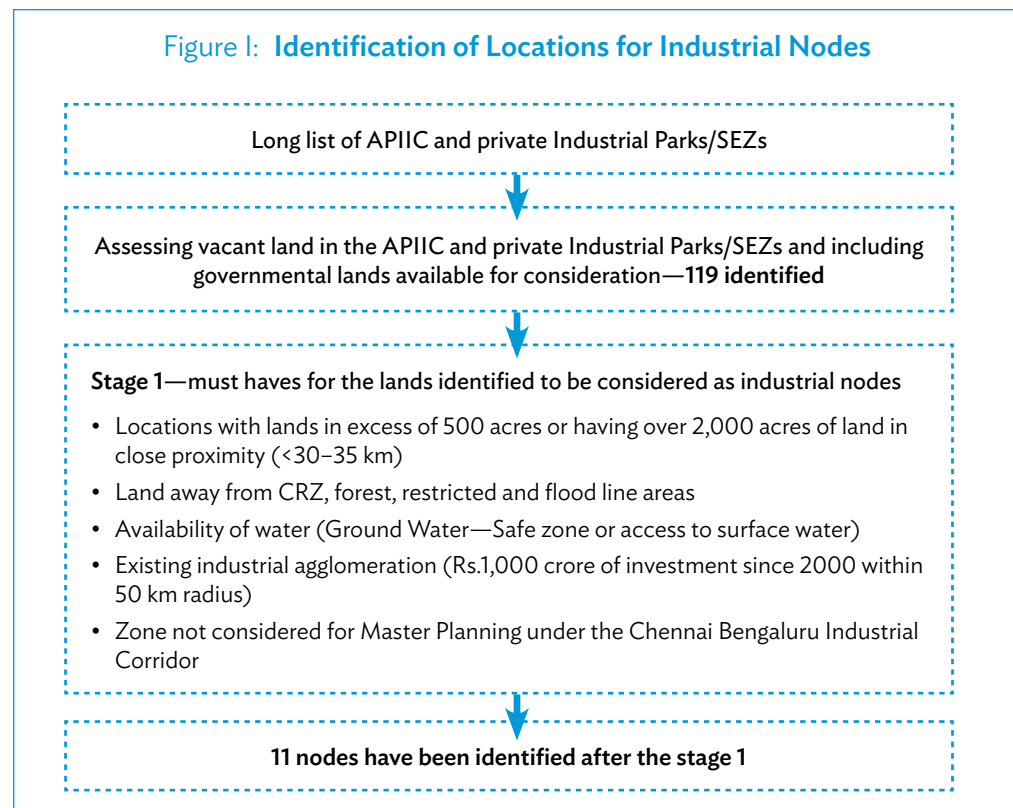 Figure I: Identification of Locations for Industrial Nodes
Long list of APIIC and private Industrial Parks/SEZs
Assessing vacant land in the APIIC and private Industrial Parks/SEZs and including
governmental lands available for consideration—119 identified
Stage 1—must haves for the lands identified to be considered as industrial nodes
• Locations with lands in excess of 500 acres or having over 2,000 acres of land in
close proximity (<30–35 km)
• Land away from CRZ, forest, restricted and flood line areas
• Availability of water (Ground Water—Safe zone or access to surface water)
• Existing industrial agglomeration (Rs.1,000 crore of investment since 2000 within
50 km radius)
• Zone not considered for Master Planning under the Chennai Bengaluru Industrial
Corridor
11 nodes have been identified after the stage 1